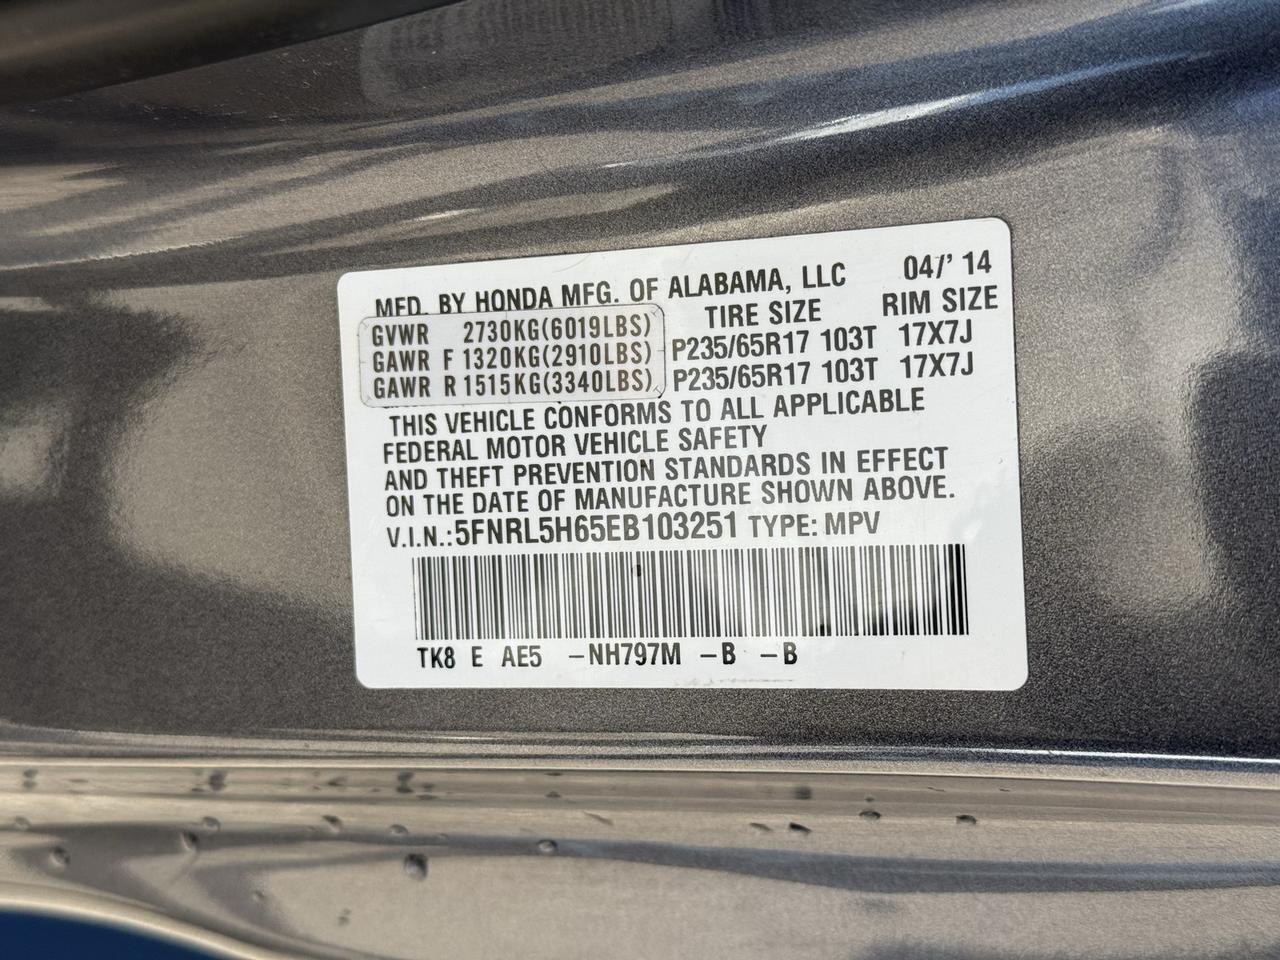 MFD. BY HONDA MFG. OF ALABAMA, LLC 04/' 14
TIRE SIZE RIM SIZE
GVWR 2730KG(6019LBS)
GAWR F 1320KG(2910LBS) P235/65R17 103T 17X7J
GAWR R 1515KG(3340LBS) P235/65R17 103T 17X7J
THIS VEHICLE CONFORMS TO ALL APPLICABLE
FEDERAL MOTOR VEHICLE SAFETY
AND THEFT PREVENTION STANDARDS IN EFFECT
ON THE DATE OF MANUFACTURE SHOWN ABOVE.
V.I.N.:5FNRL5H65EB103251 TYPE: MPV
TK8 E AE5 -NH797M -B -B